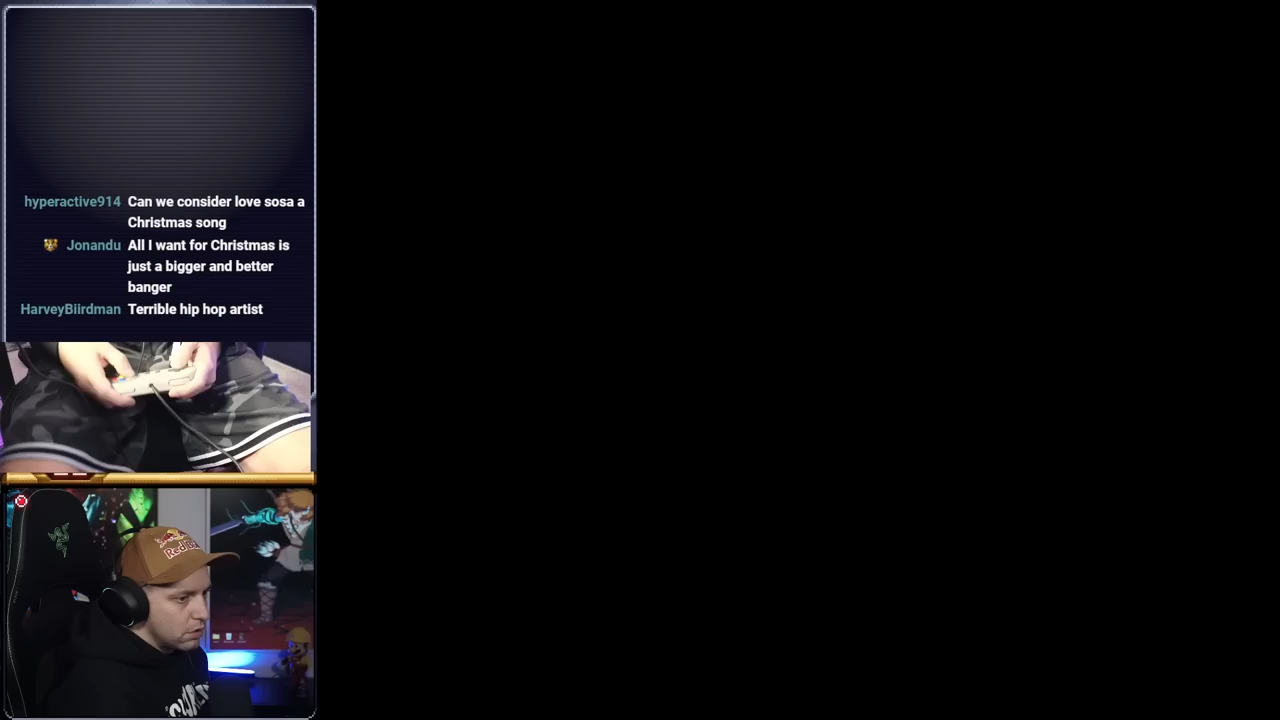 hyperactive914 Can we consider love sosa a
Christmas song
Jonandu All I want for Christmas is
just a bigger and better
banger
HarveyBiirdman Terrible hip hop artist
Red